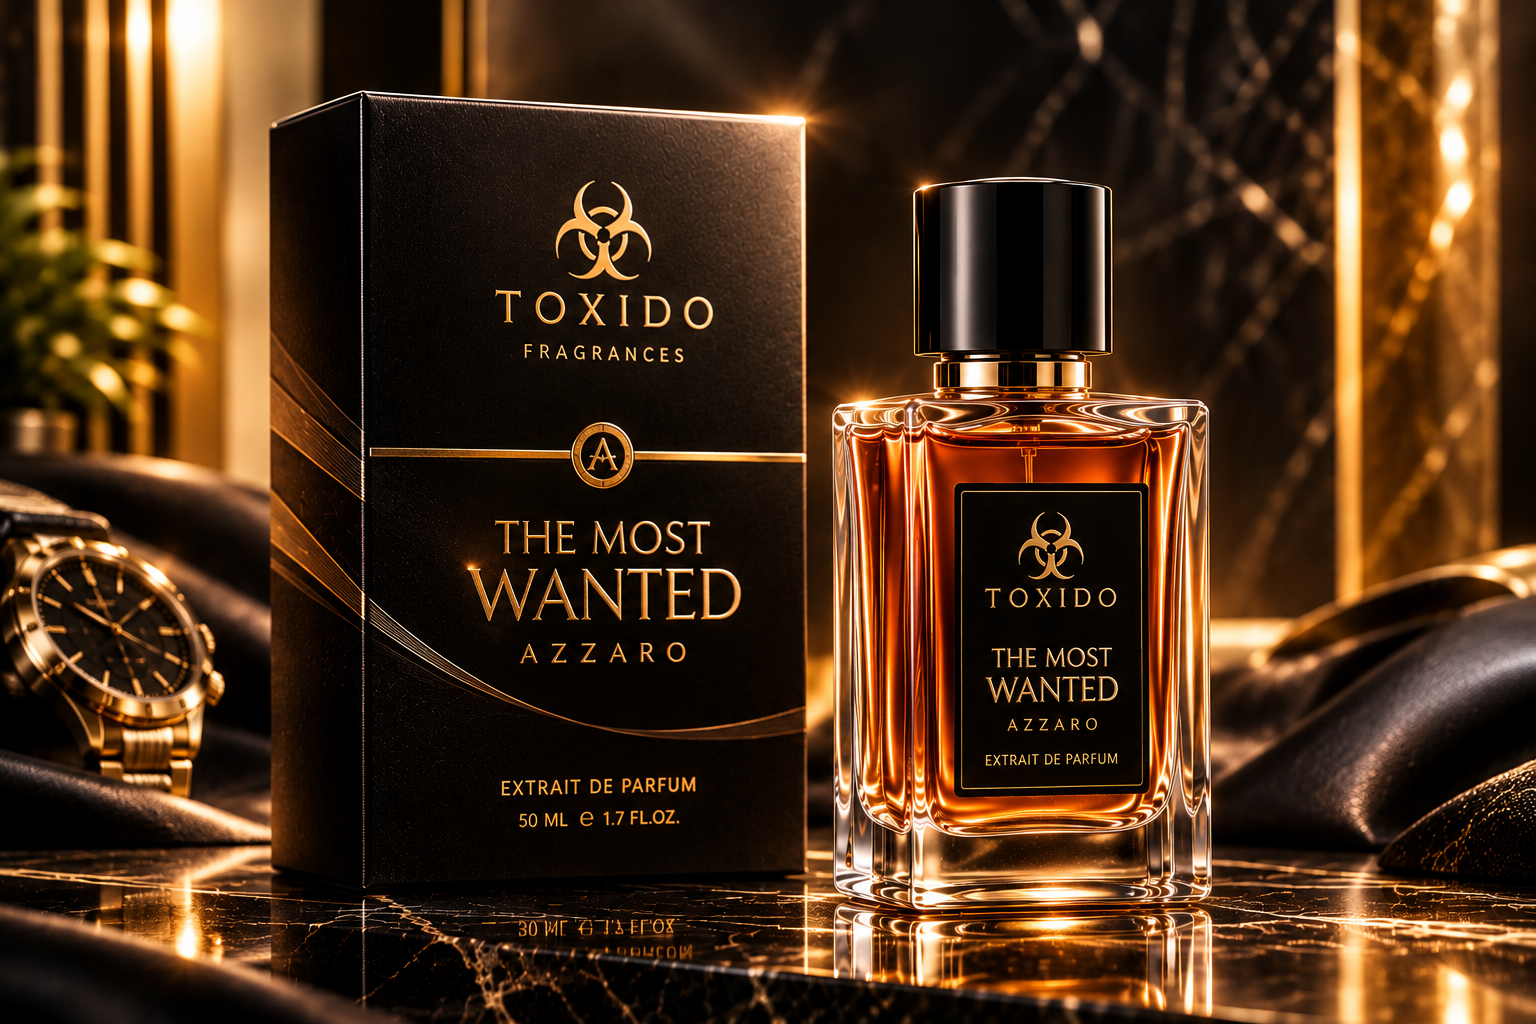 TOXIDO
FRAGRANCES
A
THE MOST
WANTED
AZZARO
EXTRAIT DE PARFUM
50 ML ℮ 1.7 FL.OZ.
TOXIDO
THE MOST
WANTED
AZZARO
EXTRAIT DE PARFUM